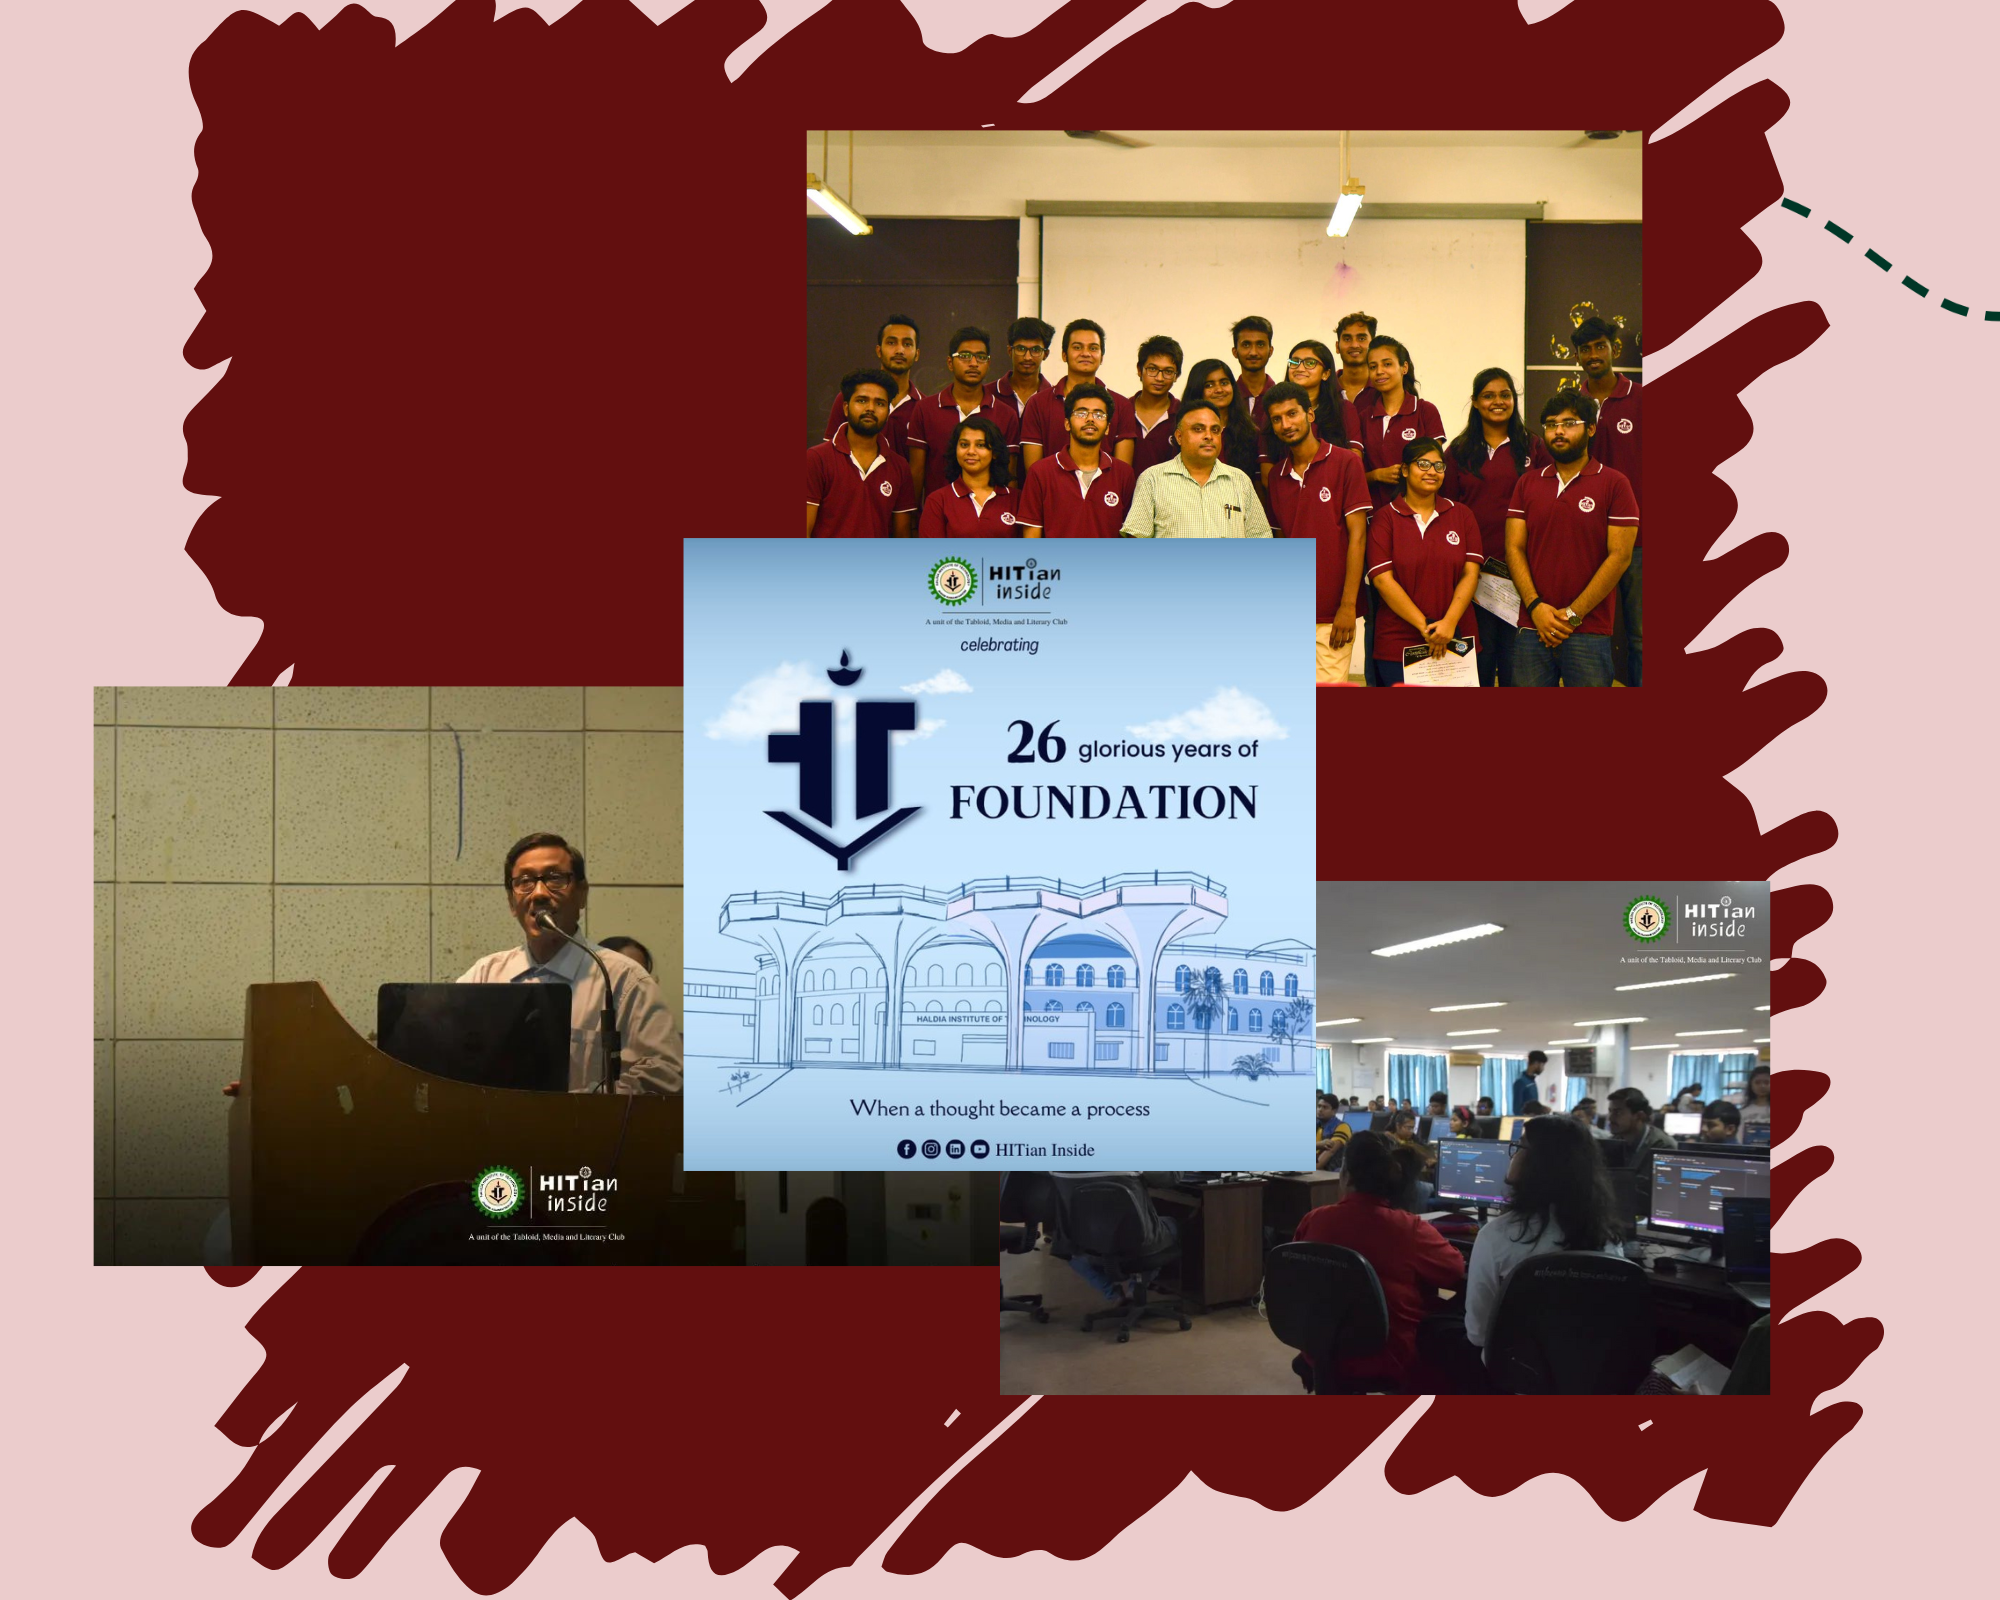 HITian
inside
A unit of the Tabloid, Media and Literary Club
celebrating
26 glorious years of
FOUNDATION
HALDIA INSTITUTE OF T NOLOGY
When a thought became a process
HITian Inside
HITian
inside
A unit of the Tabloid, Media and Literary Club
HITian
inside
A unit of the Tabloid, Media and Literary Club